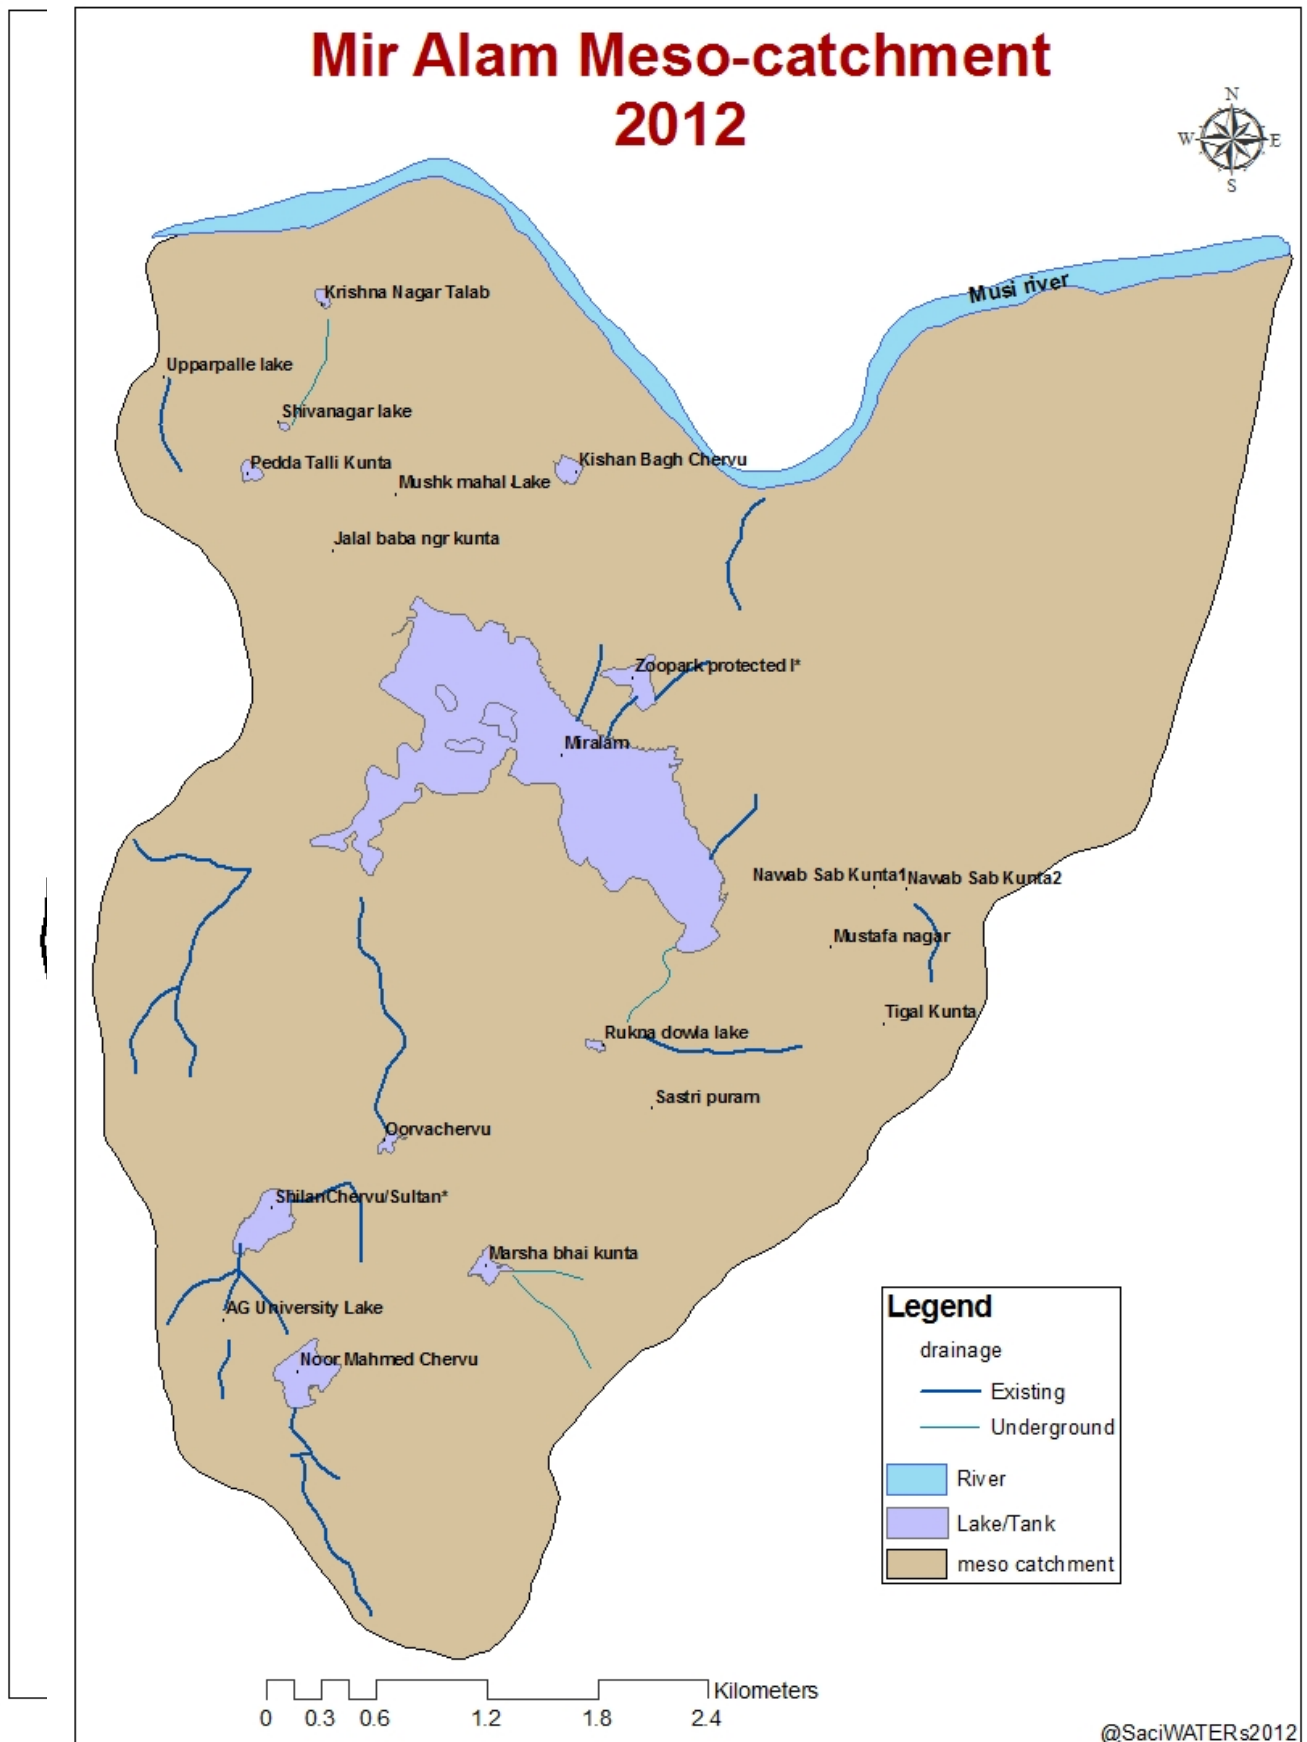 Mir Alam Meso-catchment
2012
N
W E
S
Musi river
Krishna Nagar Talab
Upparpalle lake
Shivanagar lake
Pedda Talli Kunta
Kishan Bagh Chervu
Mushk mahal Lake
Jalal baba ngr kunta
Zoopark protected l*
Miralam
Nawab Sab Kunta1
Nawab Sab Kunta2
Mustafa nagar
Tigal Kunta
Rukna dowla lake
Sastri puram
Oorvachervu
ShilanChervu/Sultan*
Marsha bhai kunta
AG University Lake
Noor Mahmed Chervu
Legend
drainage
Existing
Underground
River
Lake/Tank
meso catchment
Kilometers
0 0.3 0.6 1.2 1.8 2.4
@SaciWATERs2012